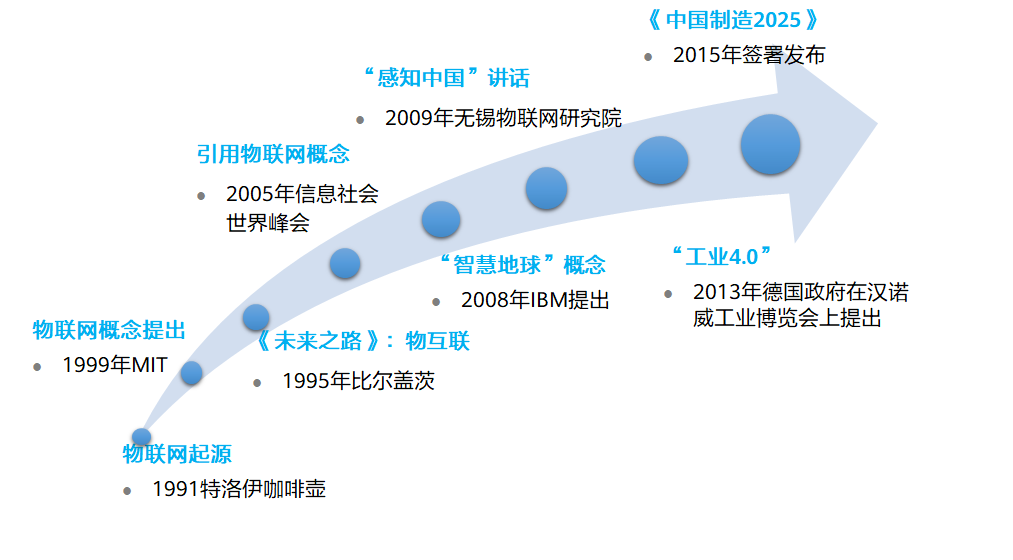 《中国制造2025》
• 2015年签署发布
“感知中国”讲话
• 2009年无锡物联网研究院
引用物联网概念
• 2005年信息社会
世界峰会
“工业4.0”
• 2013年德国政府在汉诺
威工业博览会上提出
“智慧地球”概念
• 2008年IBM提出
物联网概念提出
• 1999年MIT
《未来之路》：物互联
• 1995年比尔盖茨
物联网起源
• 1991特洛伊咖啡壶